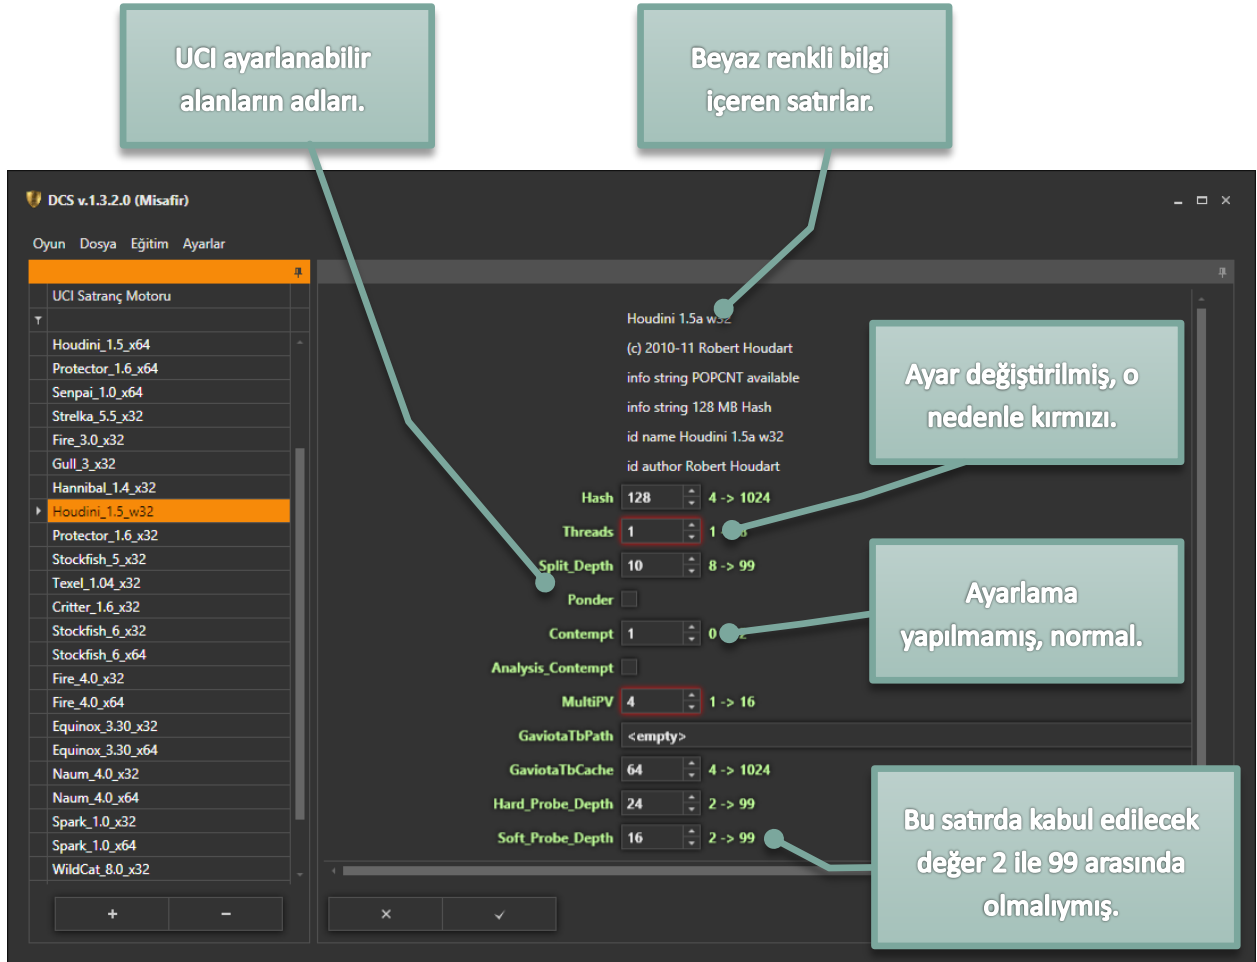 UCI ayarlanabilir
alanların adları.
Beyaz renkli bilgi
içeren satırlar.
DCS v.1.3.2.0 (Misafir)
Oyun Dosya Eğitim Ayarlar
UCI Satranç Motoru
Houdini_1.5_x64
Protector_1.6_x64
Senpai_1.0_x64
Strelka_5.5_x32
Fire_3.0_x32
Gull_3_x32
Hannibal_1.4_x32
Houdini_1.5_w32
Protector_1.6_x32
Stockfish_5_x32
Texel_1.04_x32
Critter_1.6_x32
Stockfish_6_x32
Stockfish_6_x64
Fire_4.0_x32
Fire_4.0_x64
Equinox_3.30_x32
Equinox_3.30_x64
Naum_4.0_x32
Naum_4.0_x64
Spark_1.0_x32
Spark_1.0_x64
WildCat_8.0_x32
+ −
Houdini 1.5a w32
(c) 2010-11 Robert Houdart
info string POPCNT available
info string 128 MB Hash
id name Houdini 1.5a w32
id author Robert Houdart
Hash 128 4 -> 1024
Threads 1 1
Split_Depth 10 8 -> 99
Ponder
Contempt 1 0
Analysis_Contempt
MultiPV 4 1 -> 16
GaviotaTbPath <empty>
GaviotaTbCache 64 4 -> 1024
Hard_Probe_Depth 24 2 -> 99
Soft_Probe_Depth 16 2 -> 99
Ayar değiştirilmiş, o
nedenle kırmızı.
Ayarlama
yapılmamış, normal.
Bu satırda kabul edilecek
değer 2 ile 99 arasında
olmalıymış.